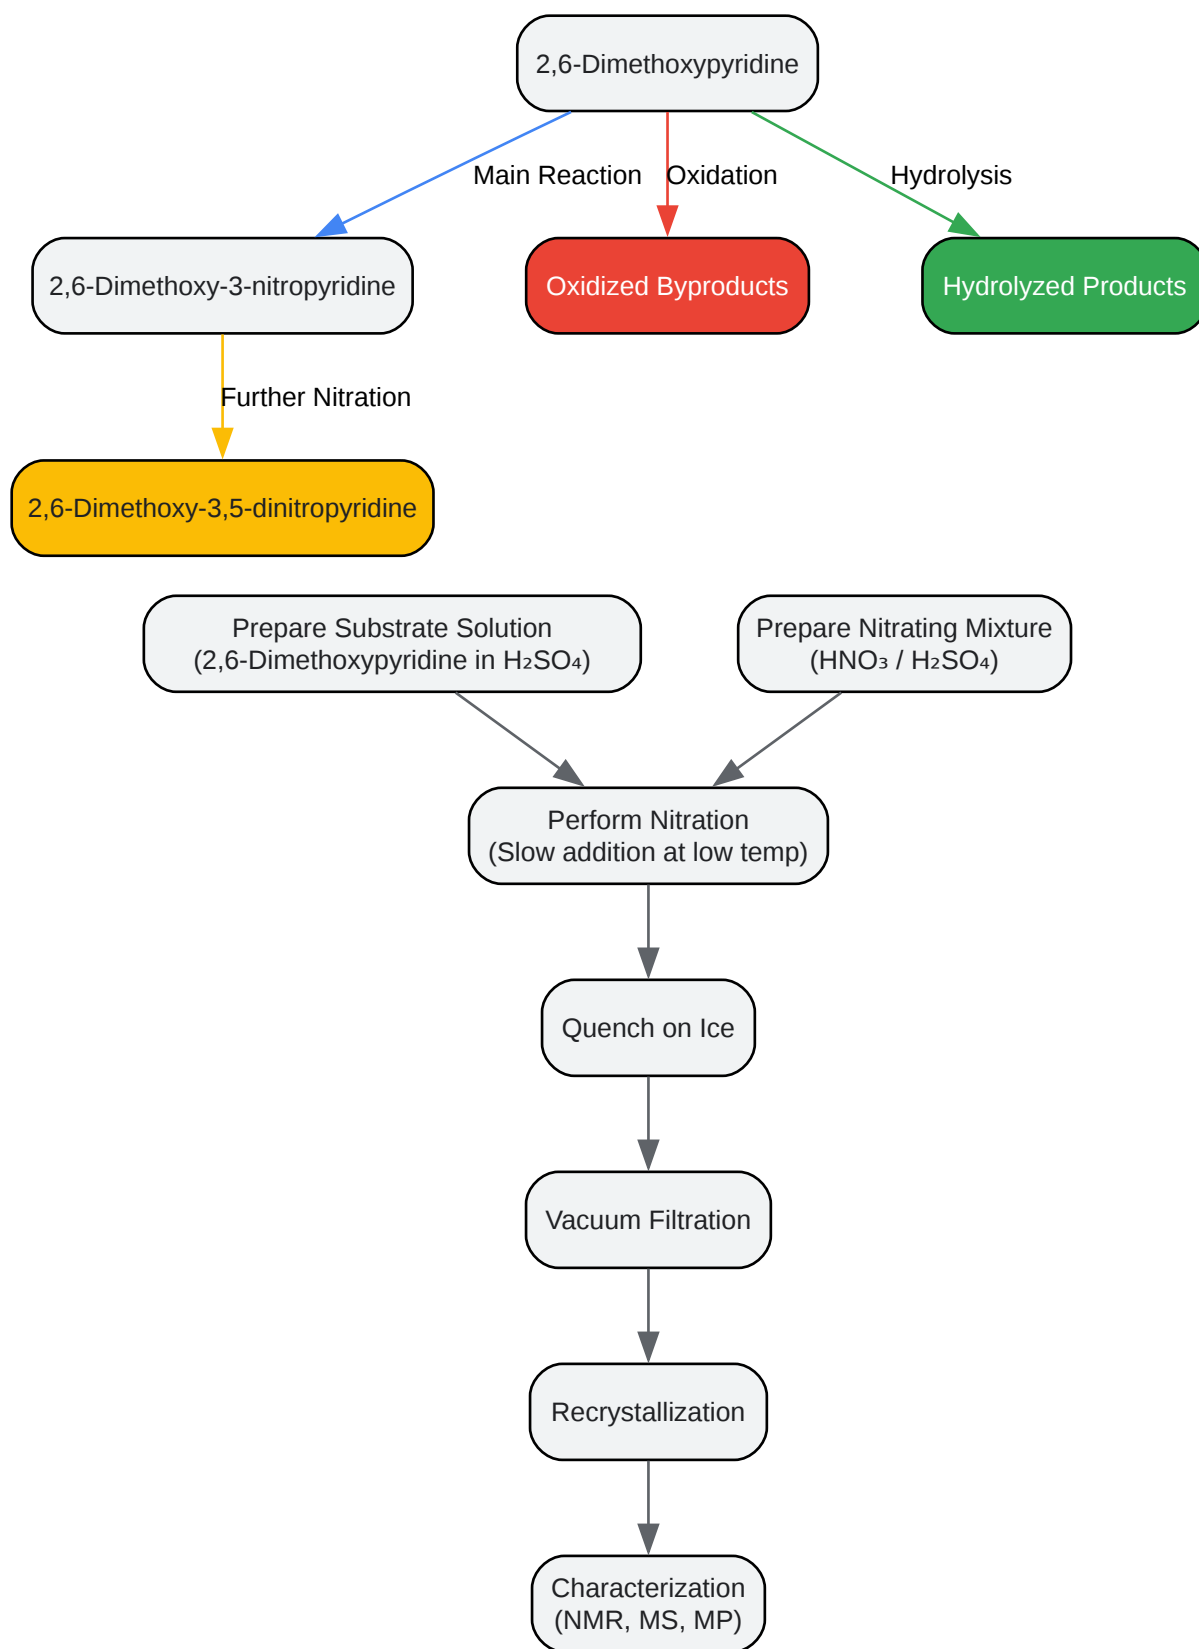 2,6-Dimethoxypyridine
Main Reaction
Oxidation
Hydrolysis
2,6-Dimethoxy-3-nitropyridine
Oxidized Byproducts
Hydrolyzed Products
Further Nitration
2,6-Dimethoxy-3,5-dinitropyridine
Prepare Substrate Solution
(2,6-Dimethoxypyridine in H₂SO₄)
Prepare Nitrating Mixture
(HNO₃ / H₂SO₄)
Perform Nitration
(Slow addition at low temp)
Quench on Ice
Vacuum Filtration
Recrystallization
Characterization
(NMR, MS, MP)